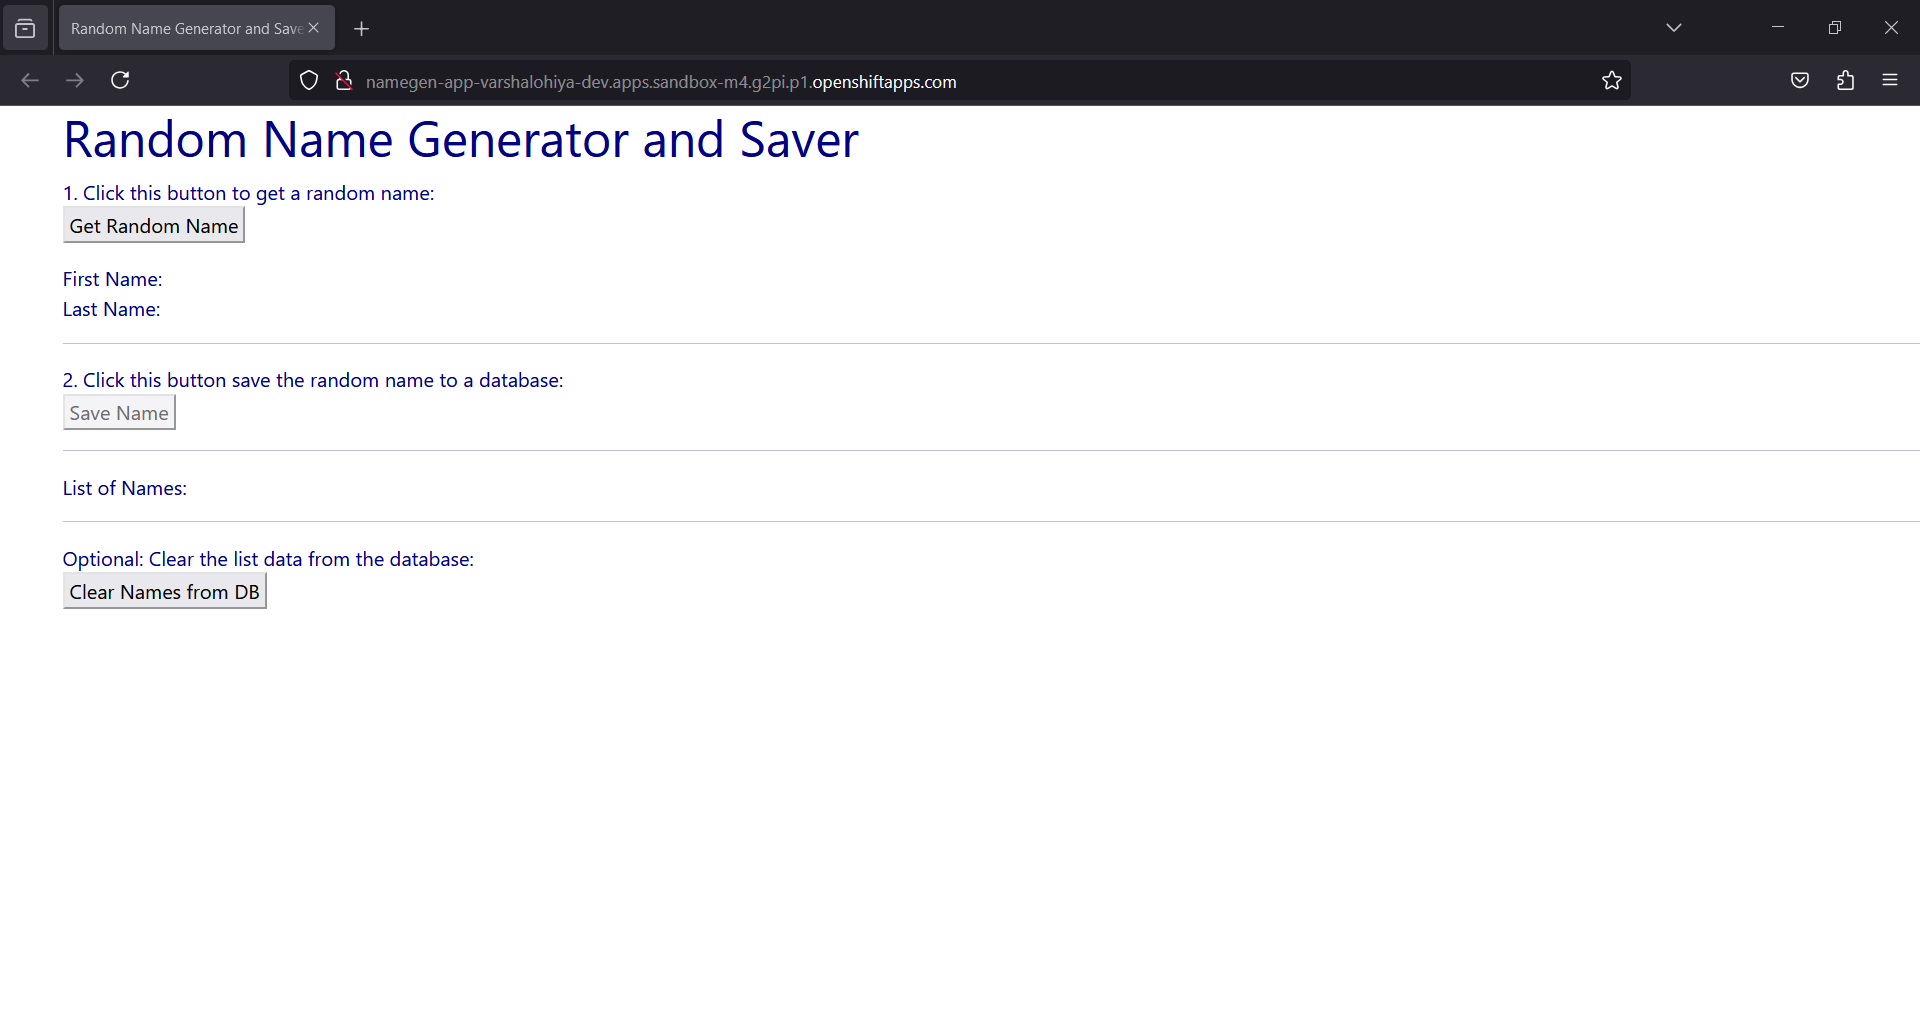 Random Name Generator and Save
namegen-app-varshalohiya-dev.apps.sandbox-m4.g2pi.p1.openshiftapps.com
Random Name Generator and Saver
1. Click this button to get a random name:
Get Random Name
First Name:
Last Name:
2. Click this button save the random name to a database:
Save Name
List of Names:
Optional: Clear the list data from the database:
Clear Names from DB